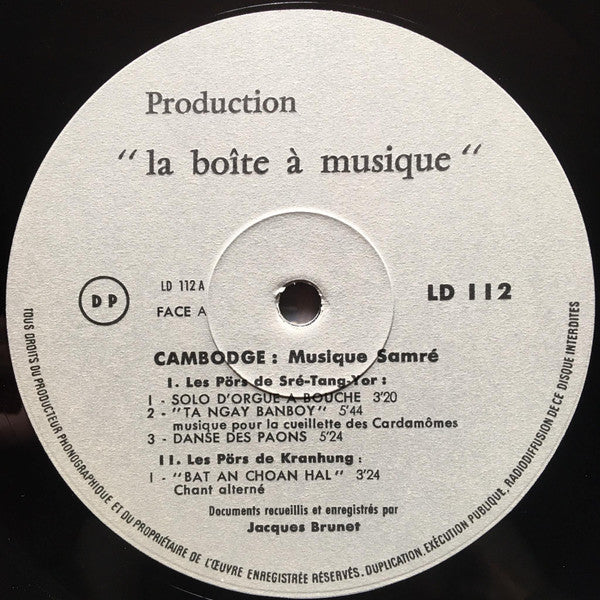 Production
“la boîte à musique“
D P
LD 112 A
FACE A
LD 112
CAMBODGE : Musique Samré
I. Les Pörs de Sré-Tang-Yor :
1 - SOLO D'ORGUE A BOUCHE 3'20
2 - "TA NGAY BANBOY" 5'44
musique pour la cueillette des Cardamômes
3 - DANSE DES PAONS 5'24
II. Les Pörs de Kranhung :
1 - "BAT AN CHOAN HAL" 3'24
Chant alterné
Documents recueillis et enregistrés par
Jacques Brunet
TOUS DROITS DU PRODUCTEUR PHONOGRAPHIQUE ET DU PROPRIÉTAIRE DE L'ŒUVRE ENREGISTRÉE RÉSERVÉS. DUPLICATION, EXÉCUTION PUBLIQUE, RADIODIFFUSION DE CE DISQUE INTERDITES